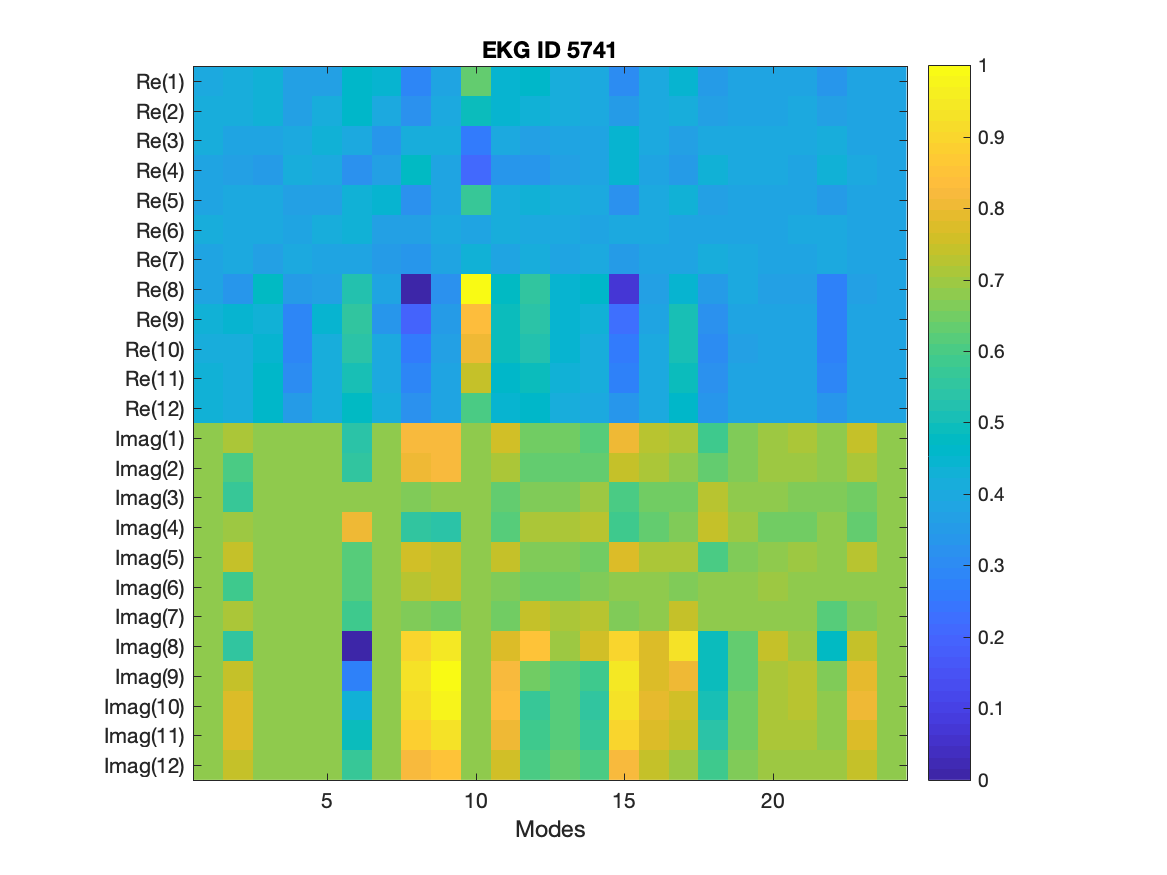 EKG ID 5741
Re(1)
Re(2)
Re(3)
Re(4)
Re(5)
Re(6)
Re(7)
Re(8)
Re(9)
Re(10)
Re(11)
Re(12)
Imag(1)
Imag(2)
Imag(3)
Imag(4)
Imag(5)
Imag(6)
Imag(7)
Imag(8)
Imag(9)
Imag(10)
Imag(11)
Imag(12)
5 10 15 20
Modes
1
0.9
0.8
0.7
0.6
0.5
0.4
0.3
0.2
0.1
0